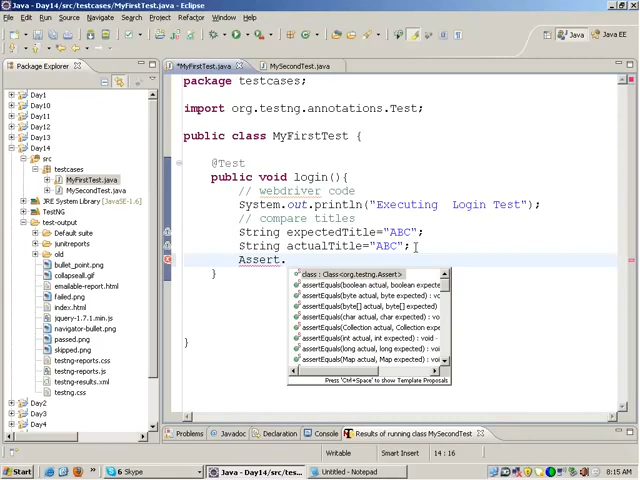 Java - Day14/src/testcases/MyFirstTest.java - Eclipse
File Edit Run Source Navigate Search Project Refactor Window Help
Java Java EE
Package Explorer
*MyFirstTest.java MySecondTest.java
Day1
Day10
Day11
Day12
Day13
Day14
src
testcases
MyFirstTest.java
MySecondTest.java
JRE System Library [JavaSE-1.6]
TestNG
test-output
Default suite
junitreports
old
bullet_point.png
collapseall.gif
emailable-report.html
failed.png
index.html
jquery-1.7.1.min.js
navigator-bullet.png
passed.png
skipped.png
testng-reports.css
testng-reports.js
testng-results.xml
testng.css
Day2
Day3
Day4
package testcases;
import org.testng.annotations.Test;
public class MyFirstTest {
@Test
public void login(){
// webdriver code
System.out.println("Executing Login Test");
// compare titles
String expectedTitle="ABC";
String actualTitle="ABC";
Assert.
}
}
class : Class<org.testng.Assert>
assertEquals(boolean actual, boolean expecte
assertEquals(byte actual, byte expected) : voi
assertEquals(byte[] actual, byte[] expected) :
assertEquals(char actual, char expected) : voi
assertEquals(Collection actual, Collection expe
assertEquals(int actual, int expected) : void -
assertEquals(long actual, long expected) : voi
assertEquals(Map actual, Map expected) : voi
Press 'Ctrl+Space' to show Template Proposals
Problems Javadoc Declaration Console Results of running class MySecondTest
Writable Smart Insert 14 : 16
Start 6 Skype Java - Day14/src/tes... Untitled - Notepad 8:15 AM